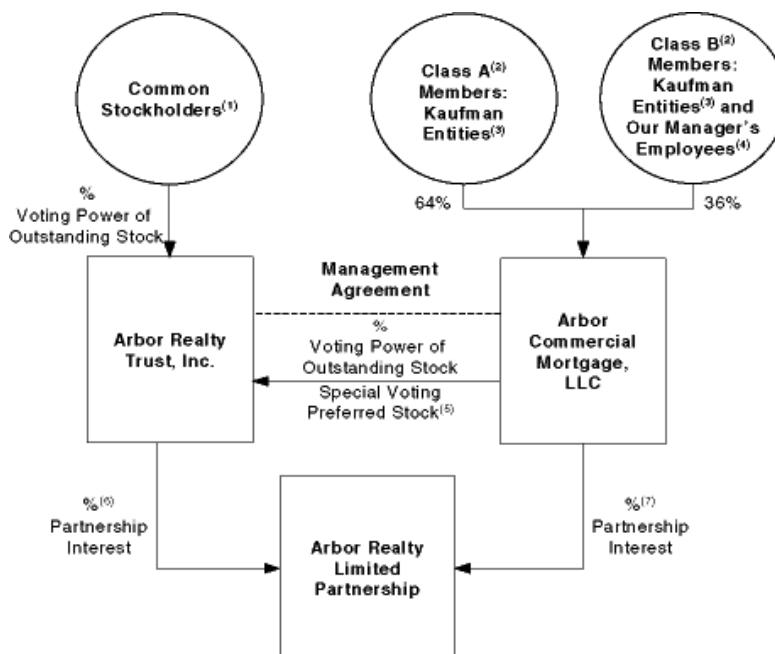 Common
Stockholders(1)
Class A(2)
Members:
Kaufman
Entities(3)
Class B(2)
Members:
Kaufman
Entities(3) and
Our Manager's
Employees(4)
%
Voting Power of
Outstanding Stock
64%
36%
Arbor Realty
Trust, Inc.
Management
Agreement
%
Voting Power of
Outstanding Stock
Special Voting
Preferred Stock(5)
Arbor
Commercial
Mortgage,
LLC
%(6)
Partnership
Interest
Arbor Realty
Limited
Partnership
%(7)
Partnership
Interest